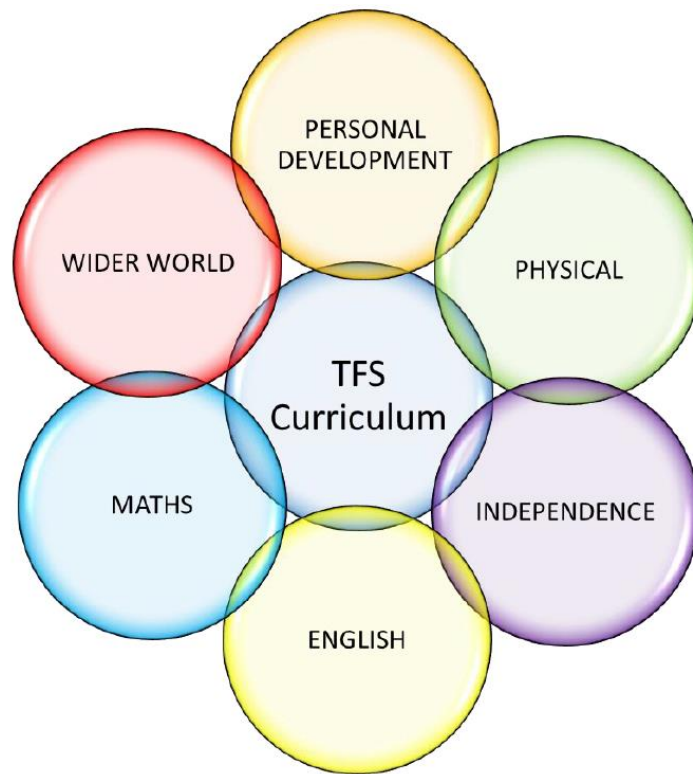 PERSONAL
DEVELOPMENT
WIDER WORLD
PHYSICAL
TFS
Curriculum
MATHS
INDEPENDENCE
ENGLISH